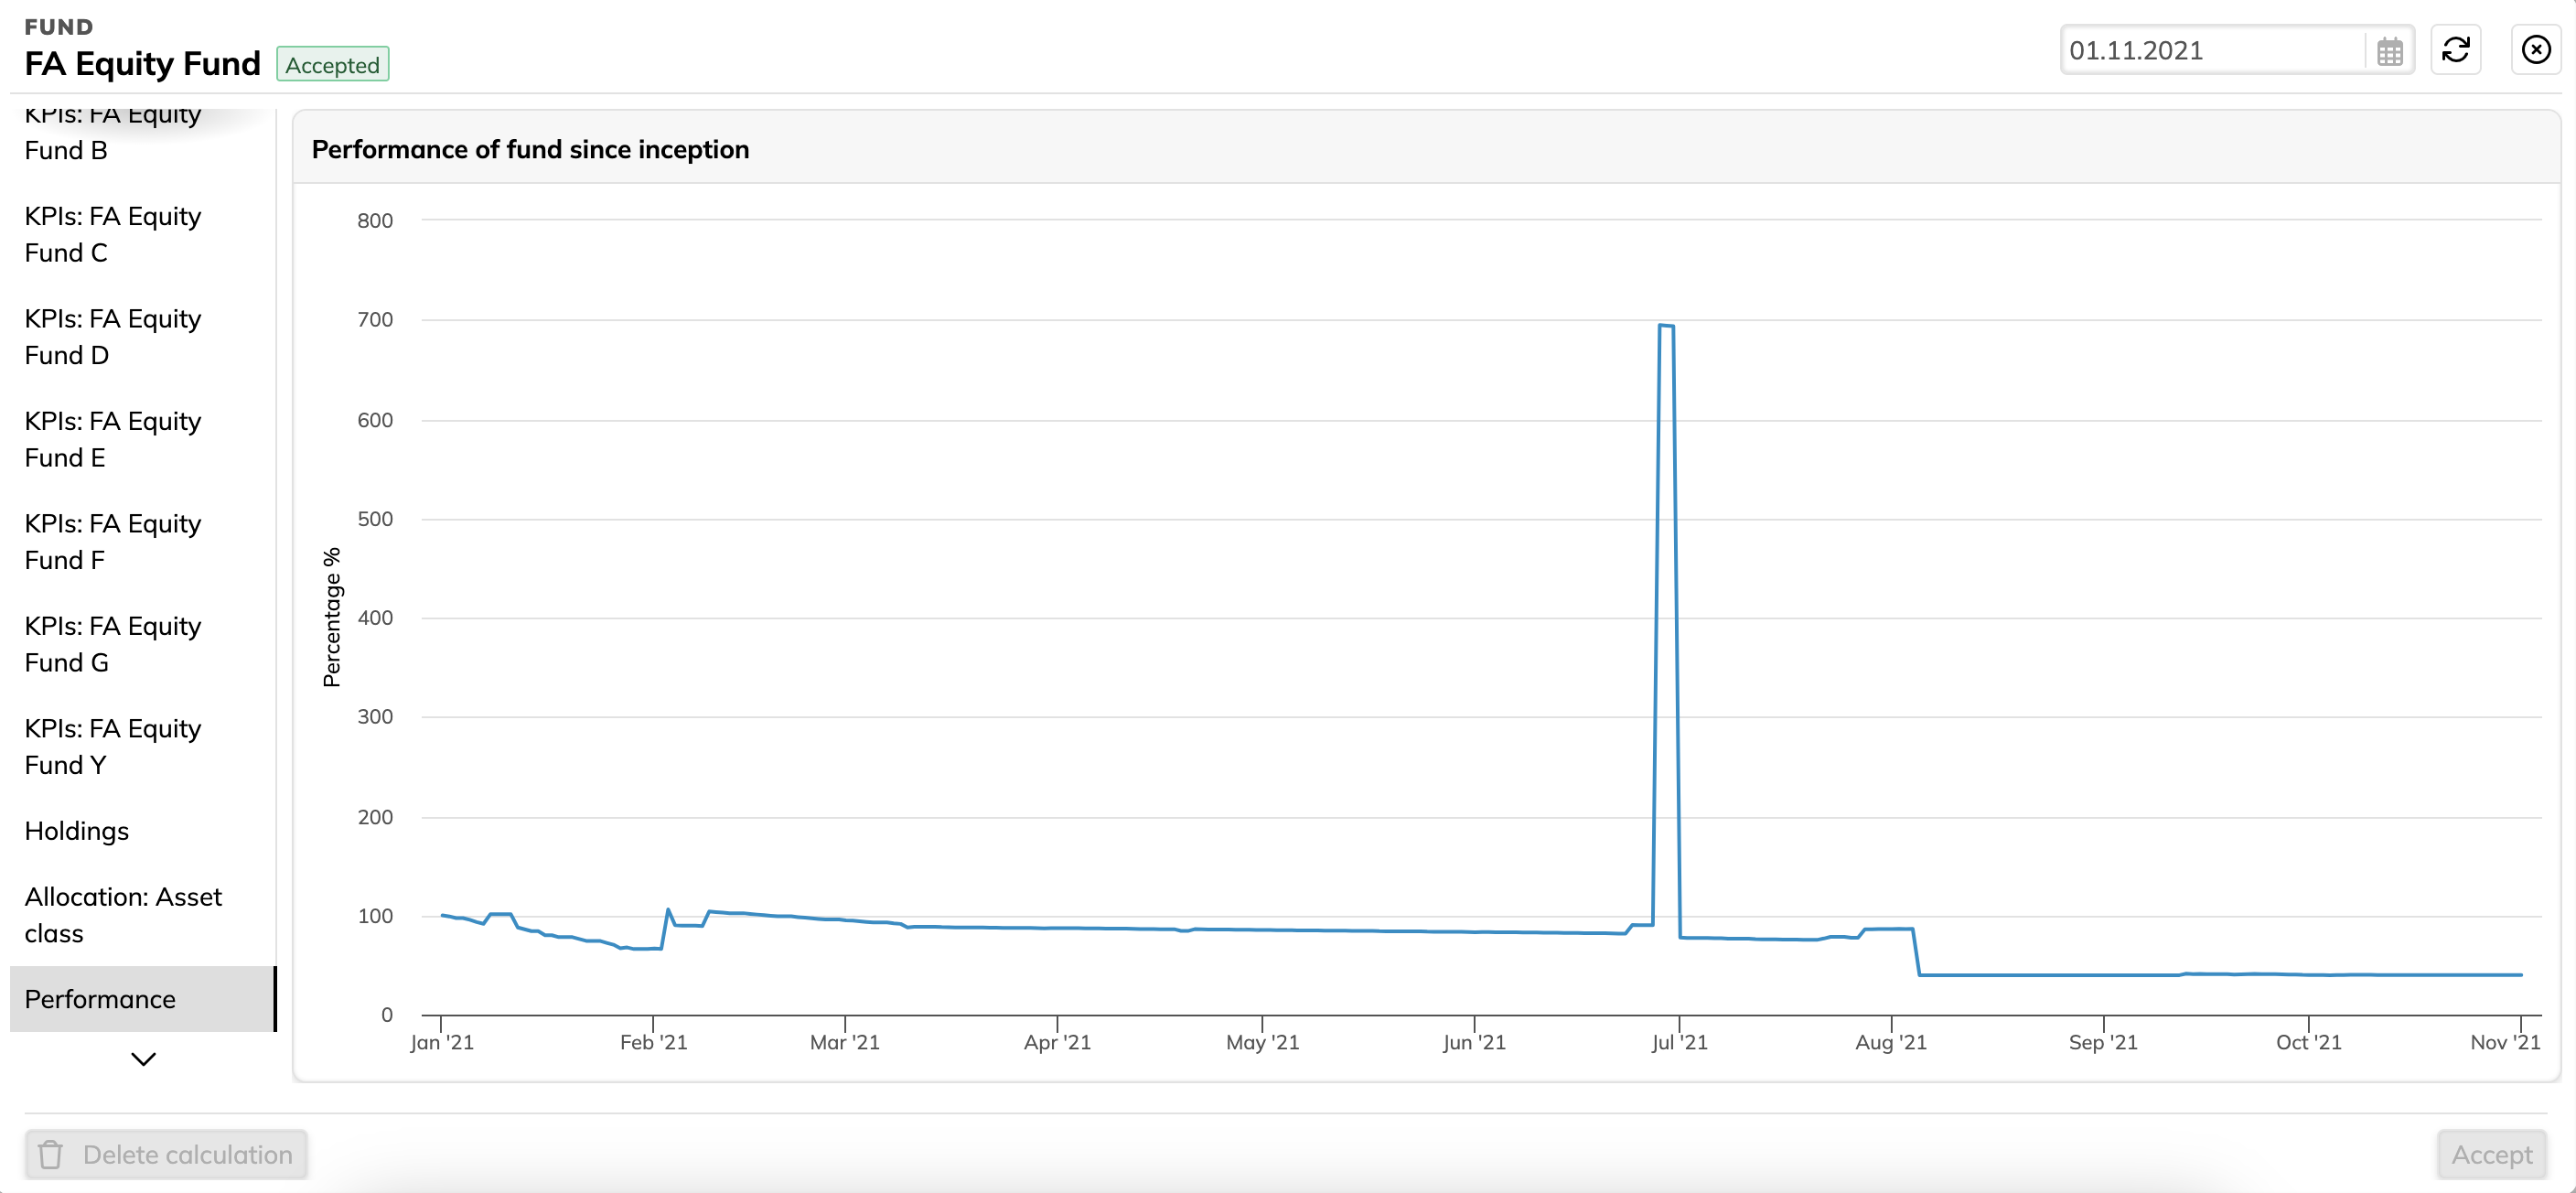 FUND
FA Equity Fund Accepted
01.11.2021
KPIs: FA Equity
Fund B
KPIs: FA Equity
Fund C
KPIs: FA Equity
Fund D
KPIs: FA Equity
Fund E
KPIs: FA Equity
Fund F
KPIs: FA Equity
Fund G
KPIs: FA Equity
Fund Y
Holdings
Allocation: Asset
class
Performance
Performance of fund since inception
Percentage %
800
700
600
500
400
300
200
100
0
Jan '21 Feb '21 Mar '21 Apr '21 May '21 Jun '21 Jul '21 Aug '21 Sep '21 Oct '21 Nov '21
Delete calculation
Accept